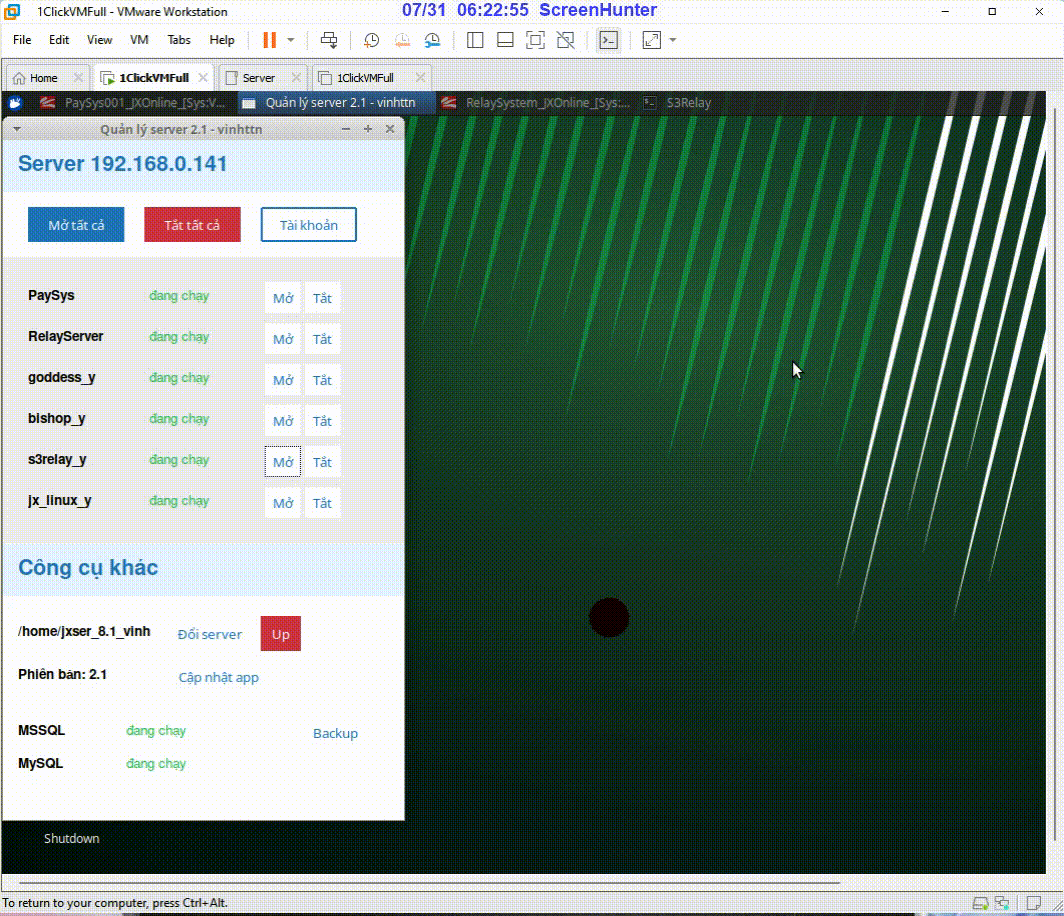 1ClickVMFull - VMware Workstation
07/31 06:22:55 ScreenHunter
File Edit View VM Tabs Help
Home 1ClickVMFull Server 1ClickVMFull
PaySys001_JXOnline_[Sys:V... Quản lý server 2.1 - vinhttn RelaySystem_JXOnline_[Sys:... S3Relay
Quản lý server 2.1 - vinhttn
Server 192.168.0.141
Mở tất cả Tắt tất cả Tài khoản
PaySys đang chạy Mở Tắt
RelayServer đang chạy Mở Tắt
goddess_y đang chạy Mở Tắt
bishop_y đang chạy Mở Tắt
s3relay_y đang chạy Mở Tắt
jx_linux_y đang chạy Mở Tắt
Công cụ khác
/home/jxser_8.1_vinh Đổi server Up
Phiên bản: 2.1 Cập nhật app
MSSQL đang chạy Backup
MySQL đang chạy
Shutdown
To return to your computer, press Ctrl+Alt.